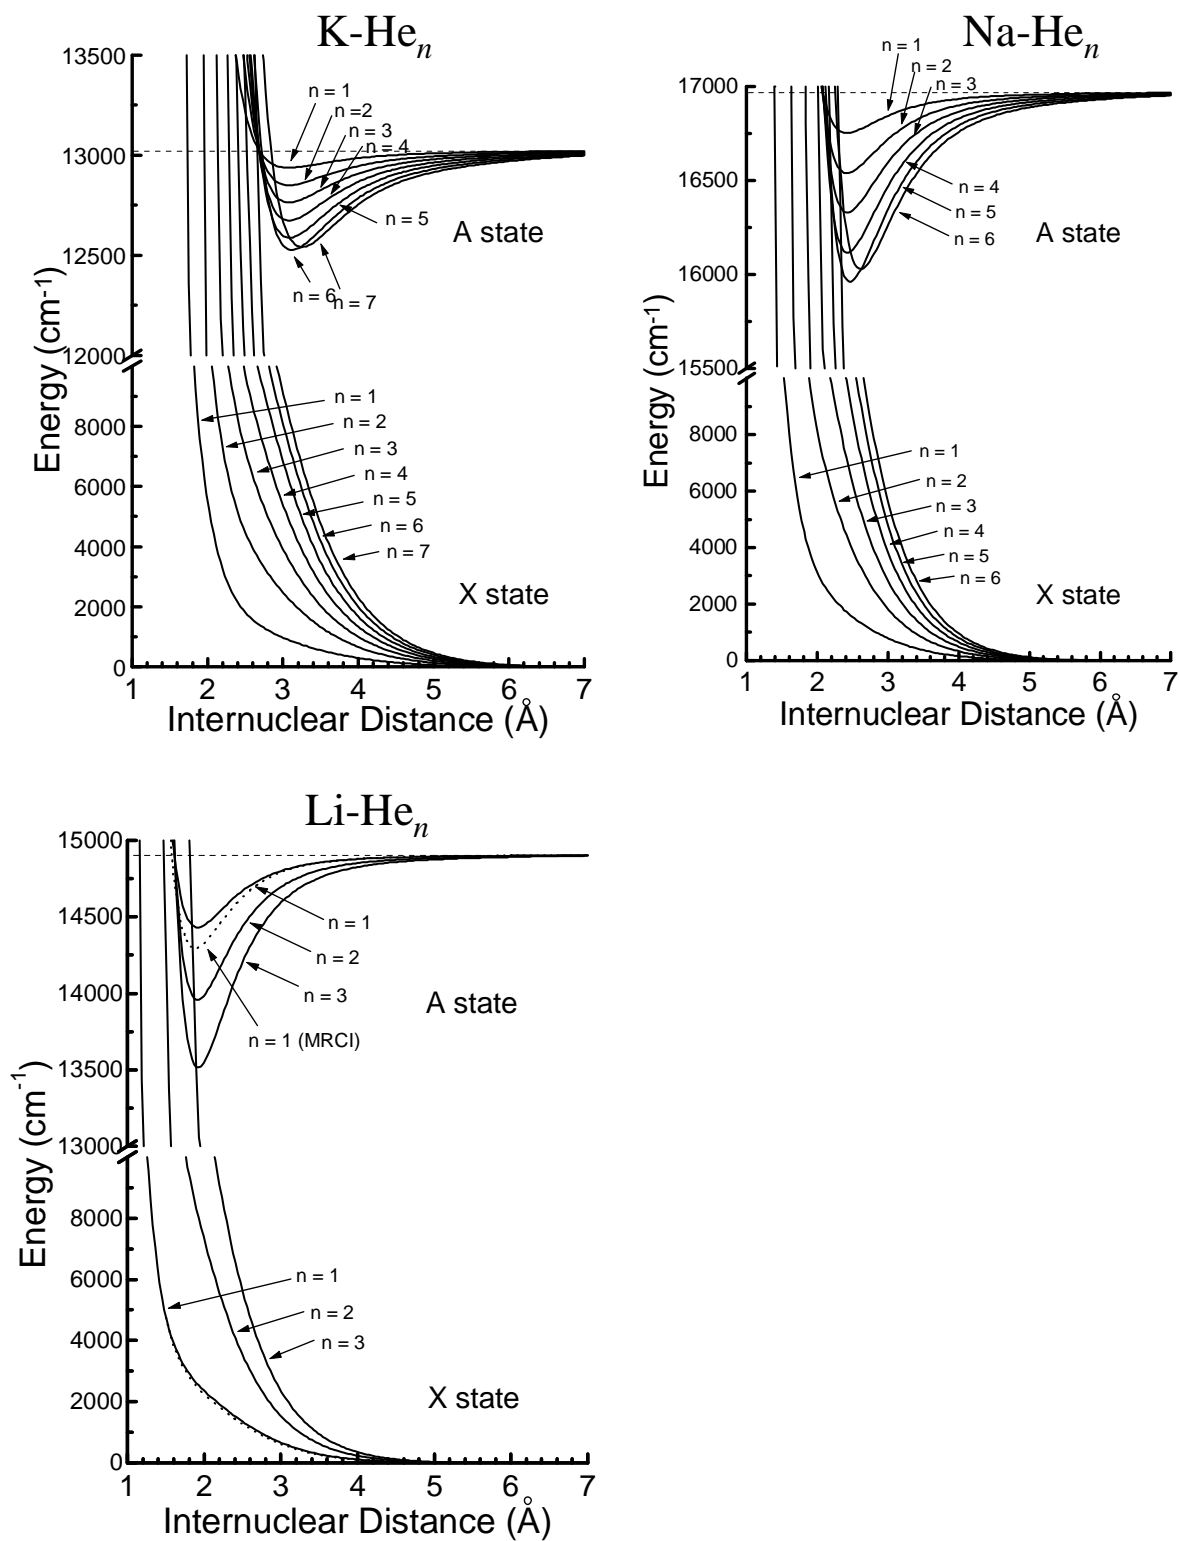 K-Heₙ
13500
13000
12500
12000
8000
6000
4000
2000
0
Energy (cm⁻¹)
n = 1
n =2
n = 3
n = 4
n = 5
n = 6
n = 7
A state
n = 1
n = 2
n = 3
n = 4
n = 5
n = 6
n = 7
X state
1 2 3 4 5 6 7
Internuclear Distance (Å)
Na-Heₙ
17000
16500
16000
15500
8000
6000
4000
2000
0
Energy (cm⁻¹)
n = 1
n = 2
n = 3
n = 4
n = 5
n = 6
A state
n = 1
n = 2
n = 3
n = 4
n = 5
n = 6
X state
1 2 3 4 5 6 7
Internuclear Distance (Å)
Li-Heₙ
15000
14500
14000
13500
13000
8000
6000
4000
2000
0
Energy (cm⁻¹)
n = 1
n = 2
n = 3
n = 1 (MRCI)
A state
n = 1
n = 2
n = 3
X state
1 2 3 4 5 6 7
Internuclear Distance (Å)